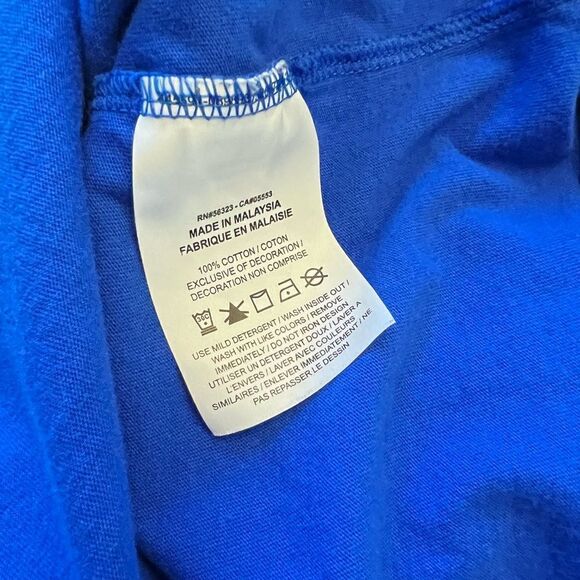 RN#56323 - CA#05553
MADE IN MALAYSIA
FABRIQUE EN MALAISIE
100% COTTON / COTON
EXCLUSIVE OF DECORATION /
DECORATION NON COMPRISE
30C
USE MILD DETERGENT / WASH INSIDE OUT /
WASH WITH LIKE COLORS / REMOVE
IMMEDIATELY / DO NOT IRON DESIGN
UTILISER UN DETERGENT DOUX / LAVER A
L'ENVERS / LAVER AVEC COULEURS
SIMILAIRES / ENLEVER IMMEDIATEMENT / NE
PAS REPASSER LE DESSIN